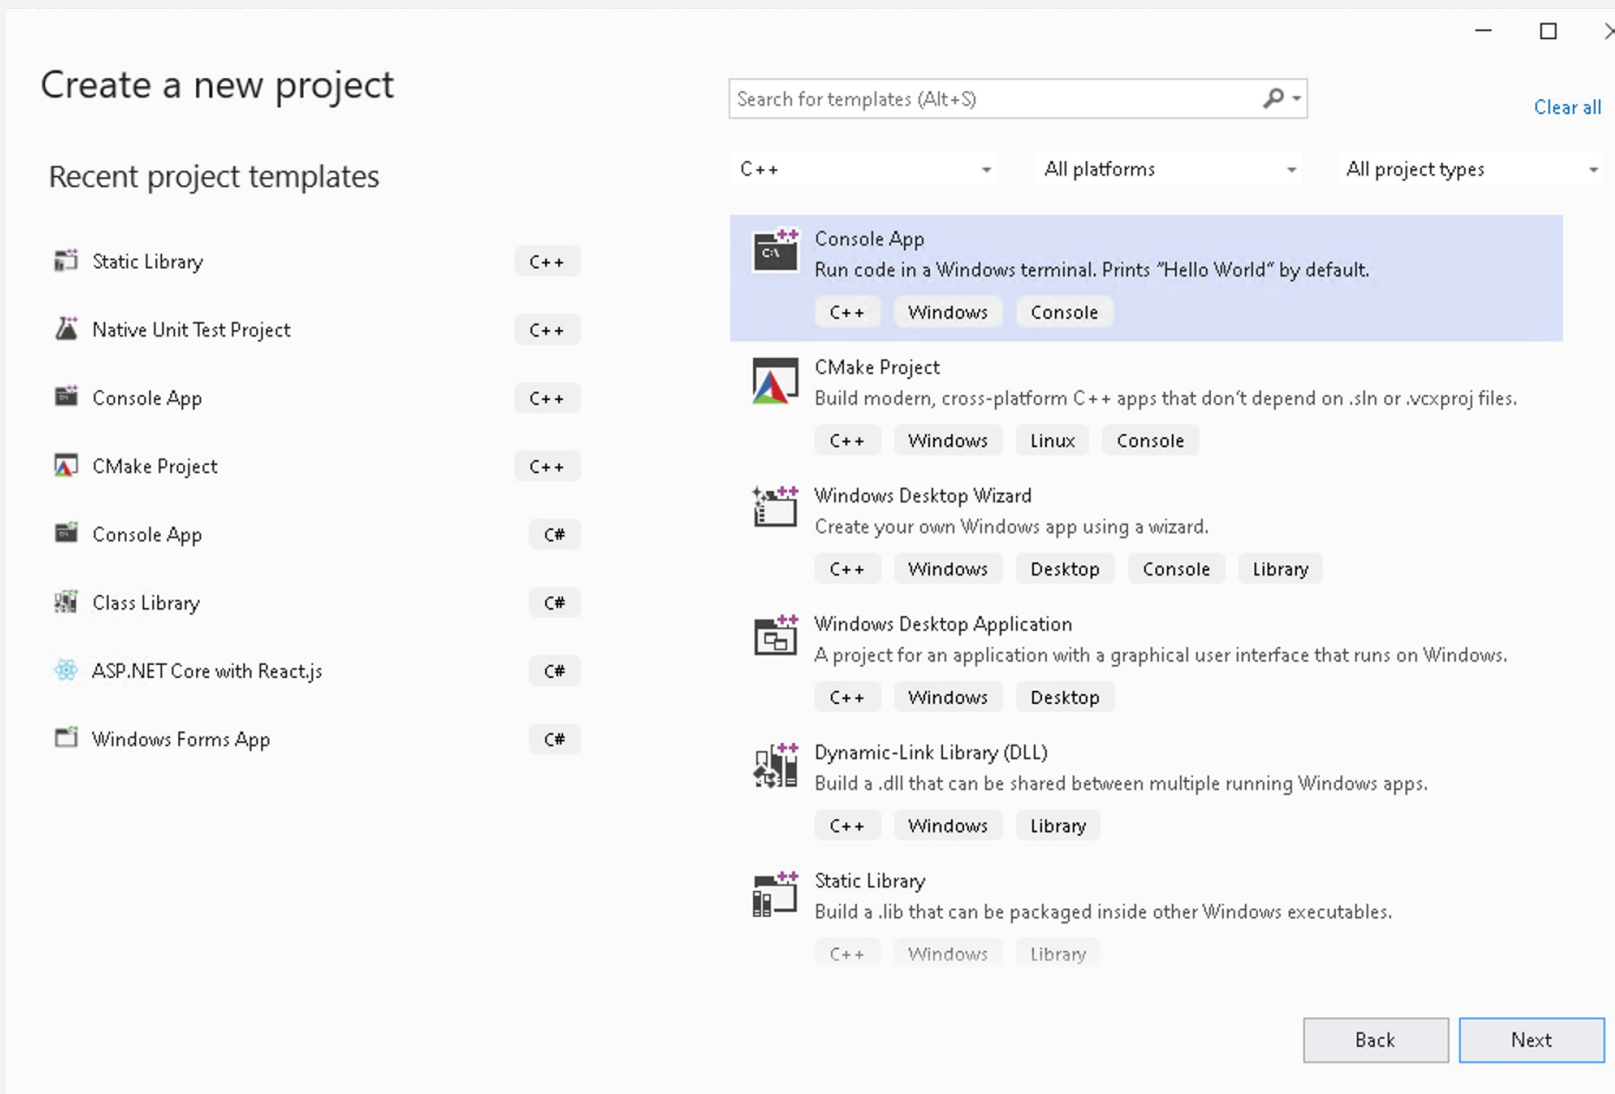 Create a new project
Search for templates (Alt+S)
Clear all
Recent project templates
C++
All platforms
All project types
Static Library C++
Native Unit Test Project C++
Console App C++
CMake Project C++
Console App C#
Class Library C#
ASP.NET Core with React.js C#
Windows Forms App C#
Console App
Run code in a Windows terminal. Prints "Hello World" by default.
C++ Windows Console
CMake Project
Build modern, cross-platform C++ apps that don't depend on .sln or .vcxproj files.
C++ Windows Linux Console
Windows Desktop Wizard
Create your own Windows app using a wizard.
C++ Windows Desktop Console Library
Windows Desktop Application
A project for an application with a graphical user interface that runs on Windows.
C++ Windows Desktop
Dynamic-Link Library (DLL)
Build a .dll that can be shared between multiple running Windows apps.
C++ Windows Library
Static Library
Build a .lib that can be packaged inside other Windows executables.
C++ Windows Library
Back
Next